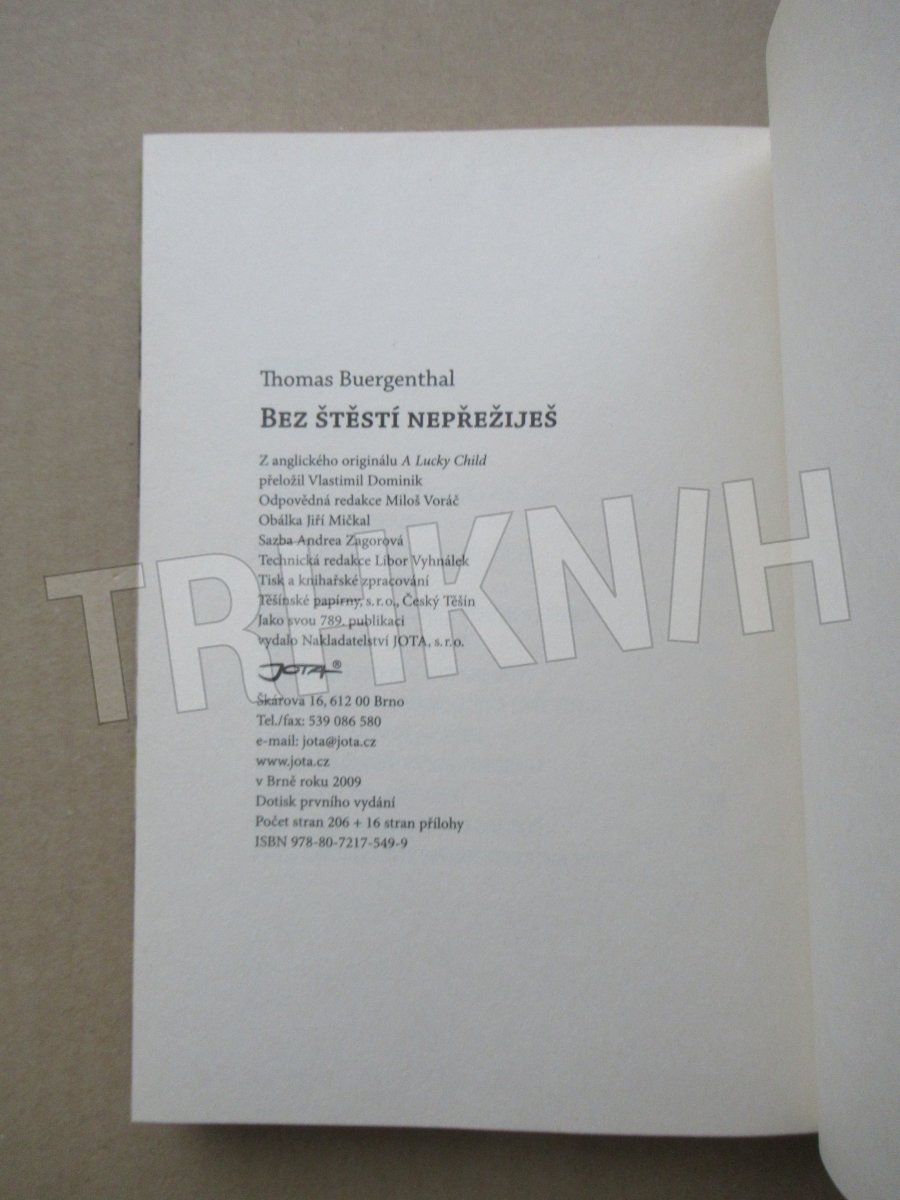 Thomas Buergenthal
BEZ ŠTĚSTÍ NEPŘEŽIJEŠ
Z anglického originálu A Lucky Child
přeložil Vlastimil Dominik
Odpovědná redakce Miloš Voráč
Obálka Jiří Mičkal
Sazba Andrea Zagorová
Technická redakce Libor Vyhnálek
Tisk a knihařské zpracování
Těšínské papírny, s.r.o., Český Těšín
Jako svou 789. publikaci
vydalo Nakladatelství JOTA, s.r.o.
JOTA®
Škárova 16, 612 00 Brno
Tel./fax: 539 086 580
e-mail: jota@jota.cz
www.jota.cz
v Brně roku 2009
Dotisk prvního vydání
Počet stran 206 + 16 stran přílohy
ISBN 978-80-7217-549-9